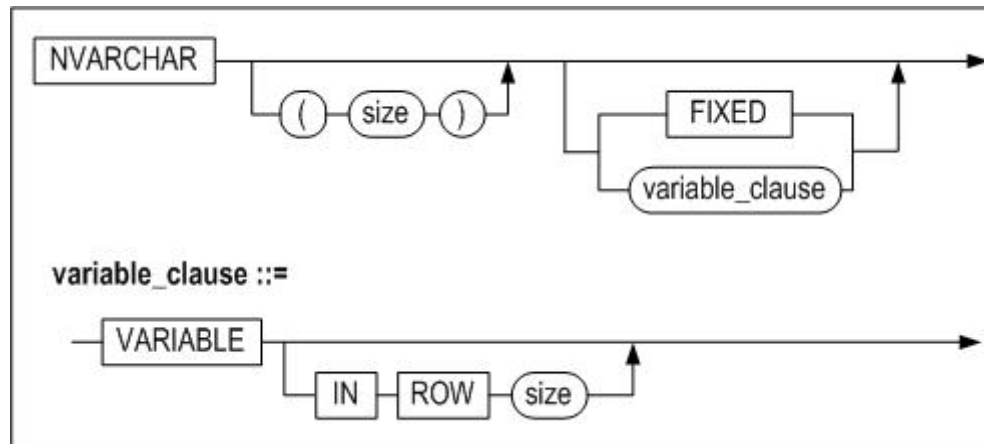 NVARCHAR
( size )
FIXED
variable_clause
variable_clause ::=
VARIABLE
IN ROW size